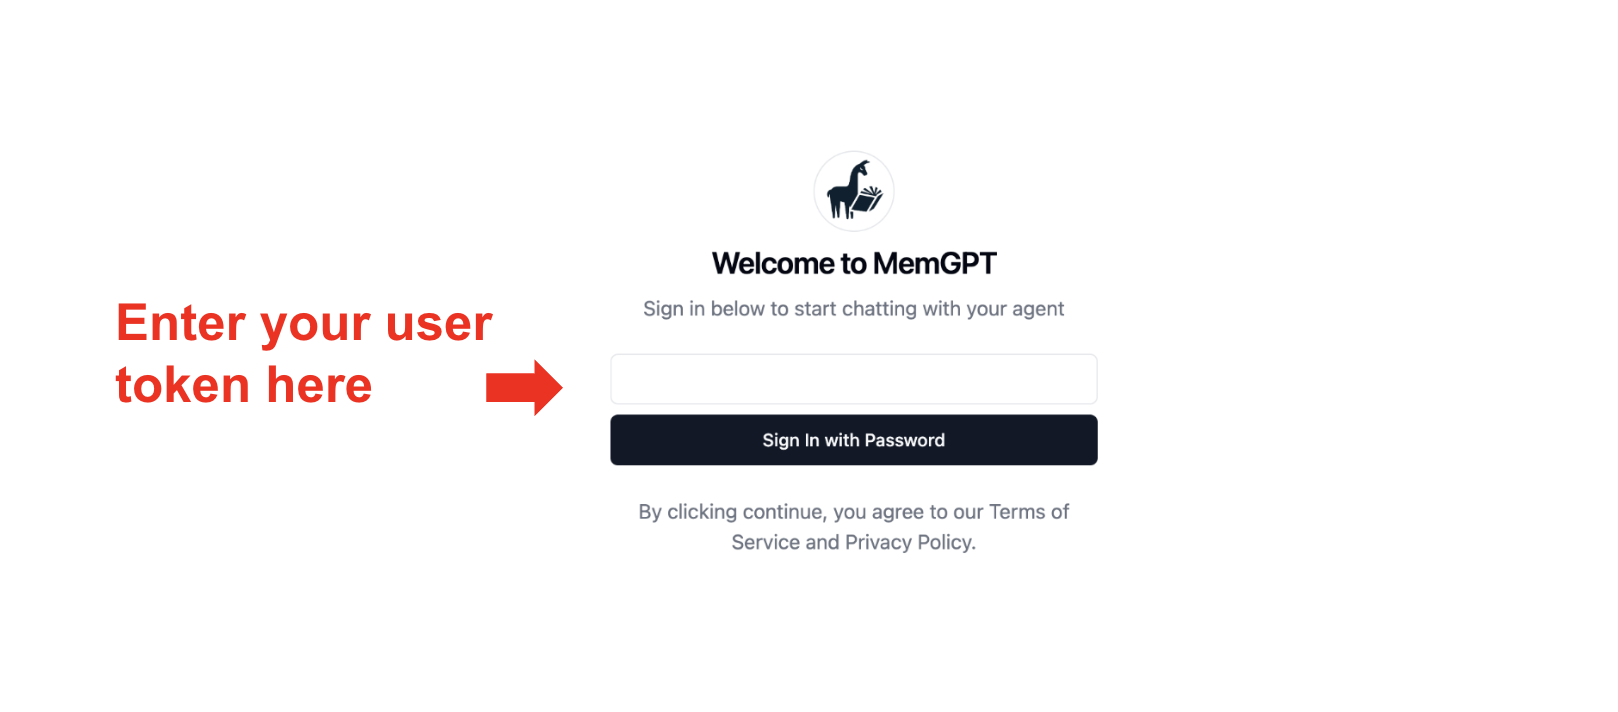 Welcome to MemGPT
Sign in below to start chatting with your agent
Enter your user
token here
Sign In with Password
By clicking continue, you agree to our Terms of
Service and Privacy Policy.